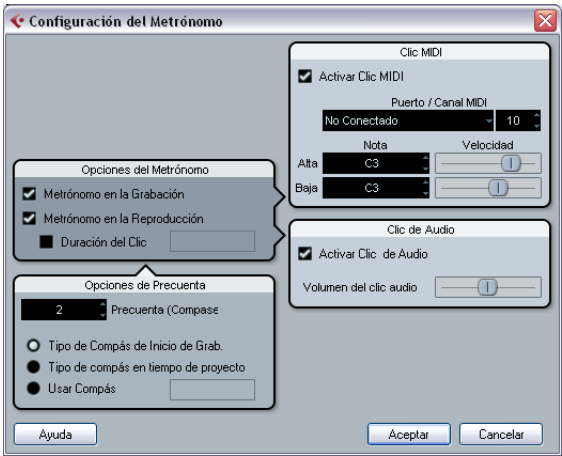 Configuración del Metrónomo
Clic MIDI
Activar Clic MIDI
Puerto / Canal MIDI
No Conectado 10
Nota Velocidad
Alta C3
Baja C3
Opciones del Metrónomo
Metrónomo en la Grabación
Metrónomo en la Reproducción
Duración del Clic
Clic de Audio
Activar Clic de Audio
Volumen del clic audio
Opciones de Precuenta
2 Precuenta (Compase
Tipo de Compás de Inicio de Grab.
Tipo de compás en tiempo de proyecto
Usar Compás
Ayuda Aceptar Cancelar